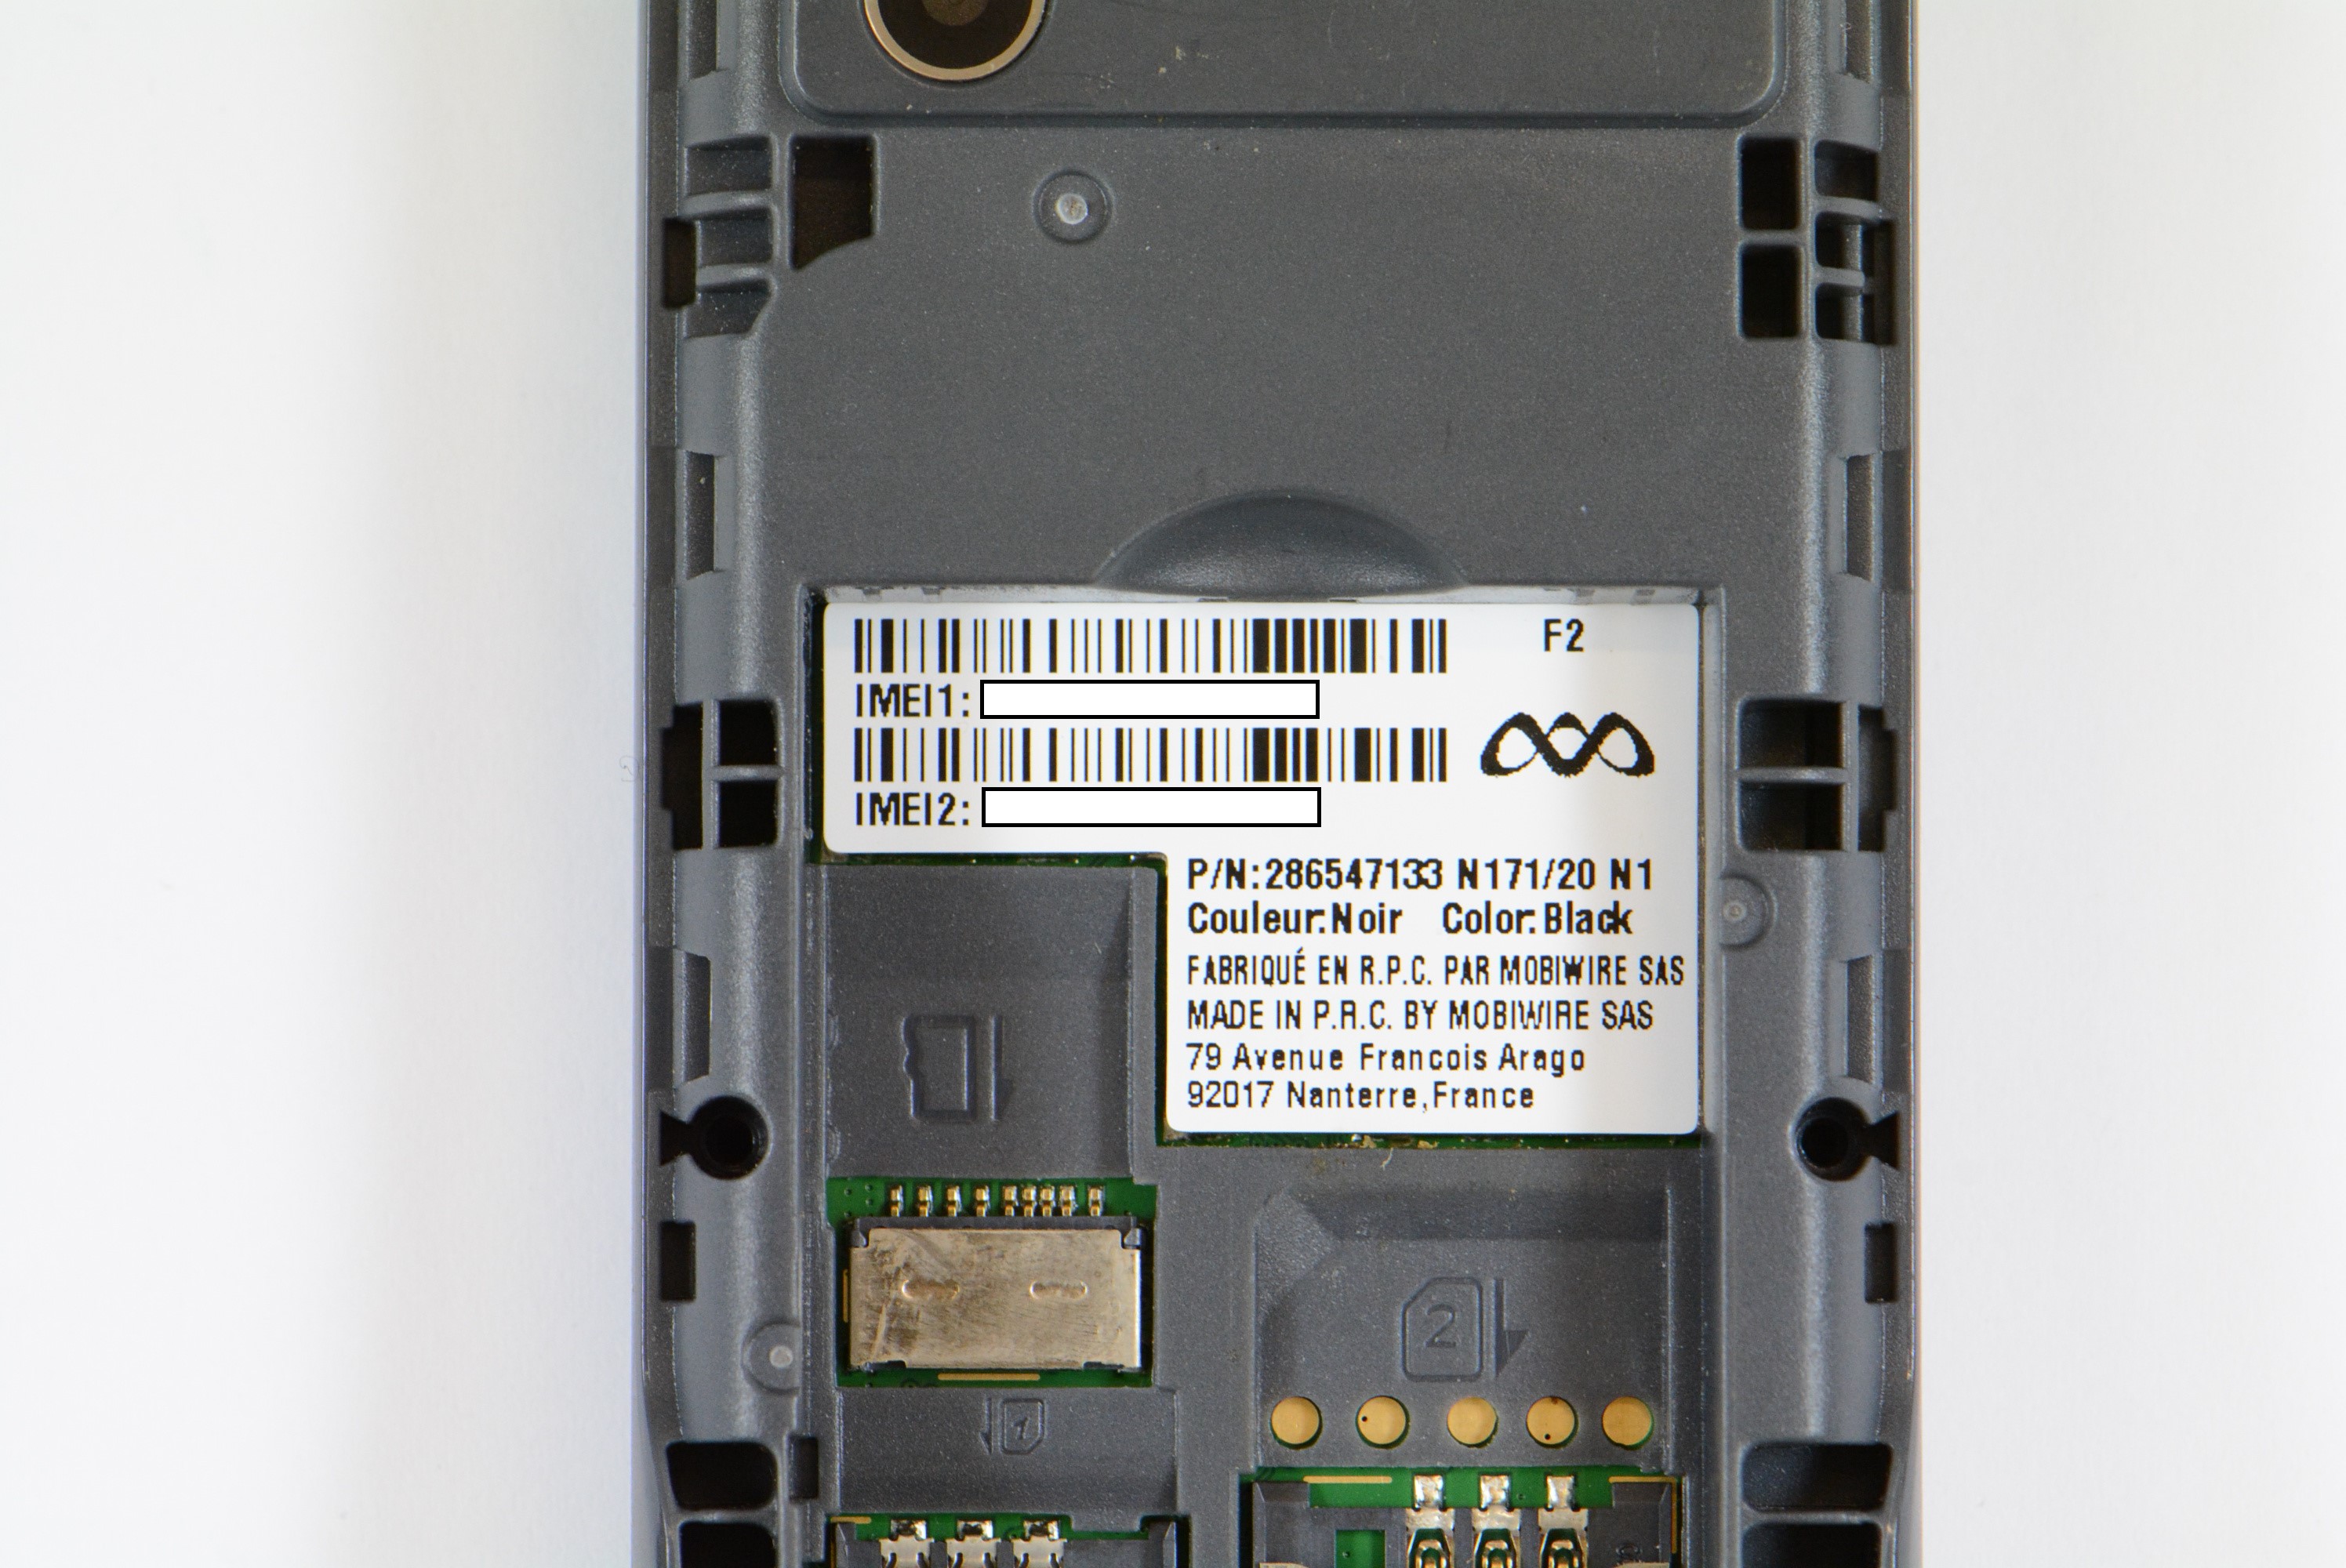 F2
IMEI1:
IMEI2:
P/N:286547133 N171/20 N1
Couleur:Noir Color:Black
FABRIQUÉ EN R.P.C. PAR MOBIWIRE SAS
MADE IN P.R.C. BY MOBIWIRE SAS
79 Avenue Francois Arago
92017 Nanterre,France
2
1